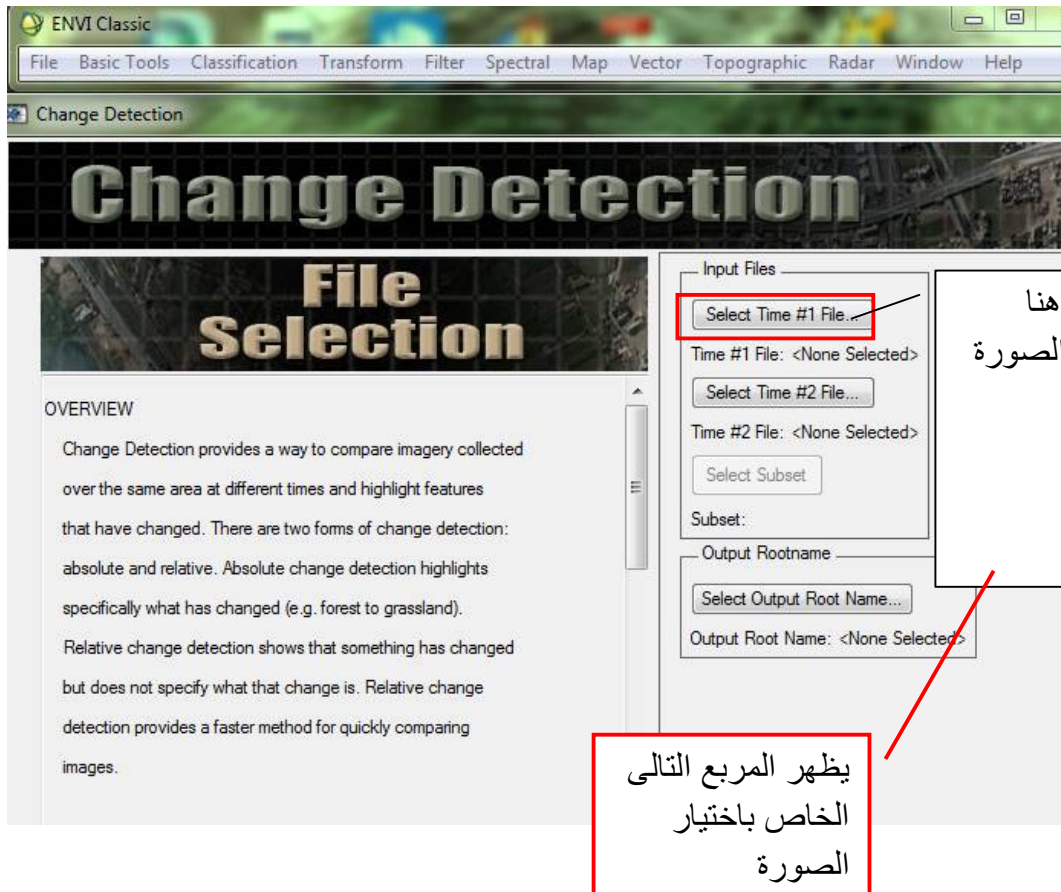 ENVI Classic
File Basic Tools Classification Transform Filter Spectral Map Vector Topographic Radar Window Help
Change Detection
Change Detection
File
Selection
OVERVIEW
Change Detection provides a way to compare imagery collected
over the same area at different times and highlight features
that have changed. There are two forms of change detection:
absolute and relative. Absolute change detection highlights
specifically what has changed (e.g. forest to grassland).
Relative change detection shows that something has changed
but does not specify what that change is. Relative change
detection provides a faster method for quickly comparing
images.
Input Files
Select Time #1 File...
Time #1 File: <None Selected>
Select Time #2 File...
Time #2 File: <None Selected>
Select Subset
Subset:
Output Rootname
Select Output Root Name...
Output Root Name: <None Selected>
هنا
الصورة
يظهر المربع التالى
الخاص باختيار
الصورة